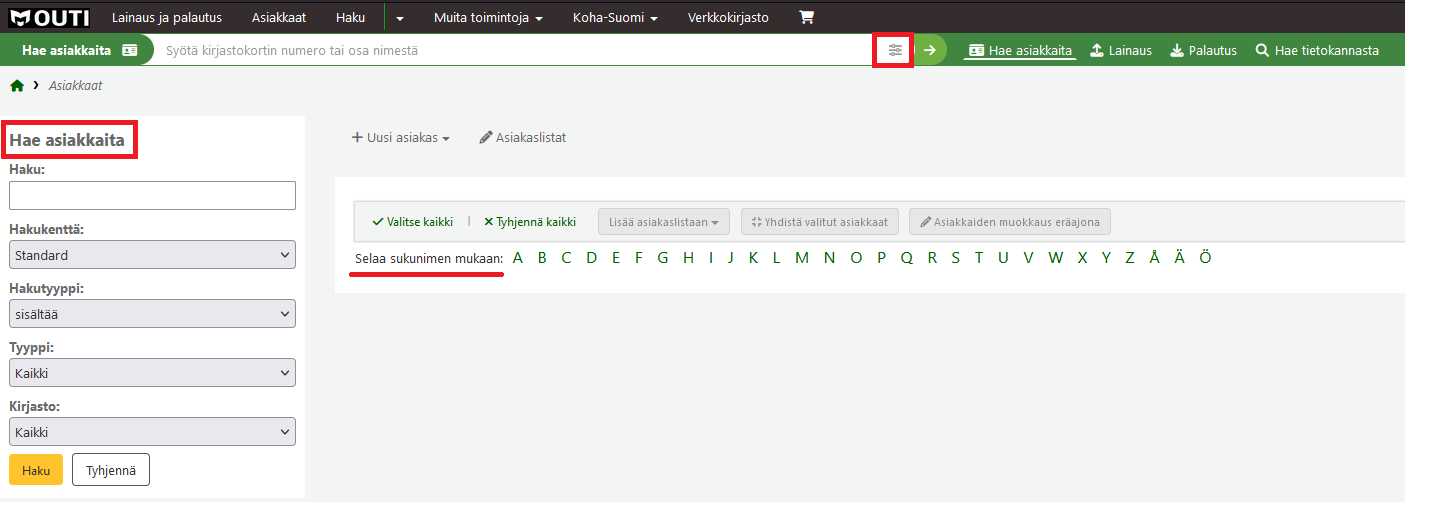 OUTI Lainaus ja palautus Asiakkaat Haku Muita toimintoja Koha-Suomi Verkkokirjasto
Hae asiakkaita Syötä kirjastokortin numero tai osa nimestä Hae asiakkaita Lainaus Palautus Hae tietokannasta
Asiakkaat
Hae asiakkaita
Haku:
Hakukenttä:
Standard
Hakutyyppi:
sisältää
Tyyppi:
Kaikki
Kirjasto:
Kaikki
Haku Tyhjennä
+ Uusi asiakas Asiakaslistat
Valitse kaikki | Tyhjennä kaikki Lisää asiakaslistaan Yhdistä valitut asiakkaat Asiakkaiden muokkaus eräajona
Selaa sukunimen mukaan: A B C D E F G H I J K L M N O P Q R S T U V W X Y Z Å Ä Ö